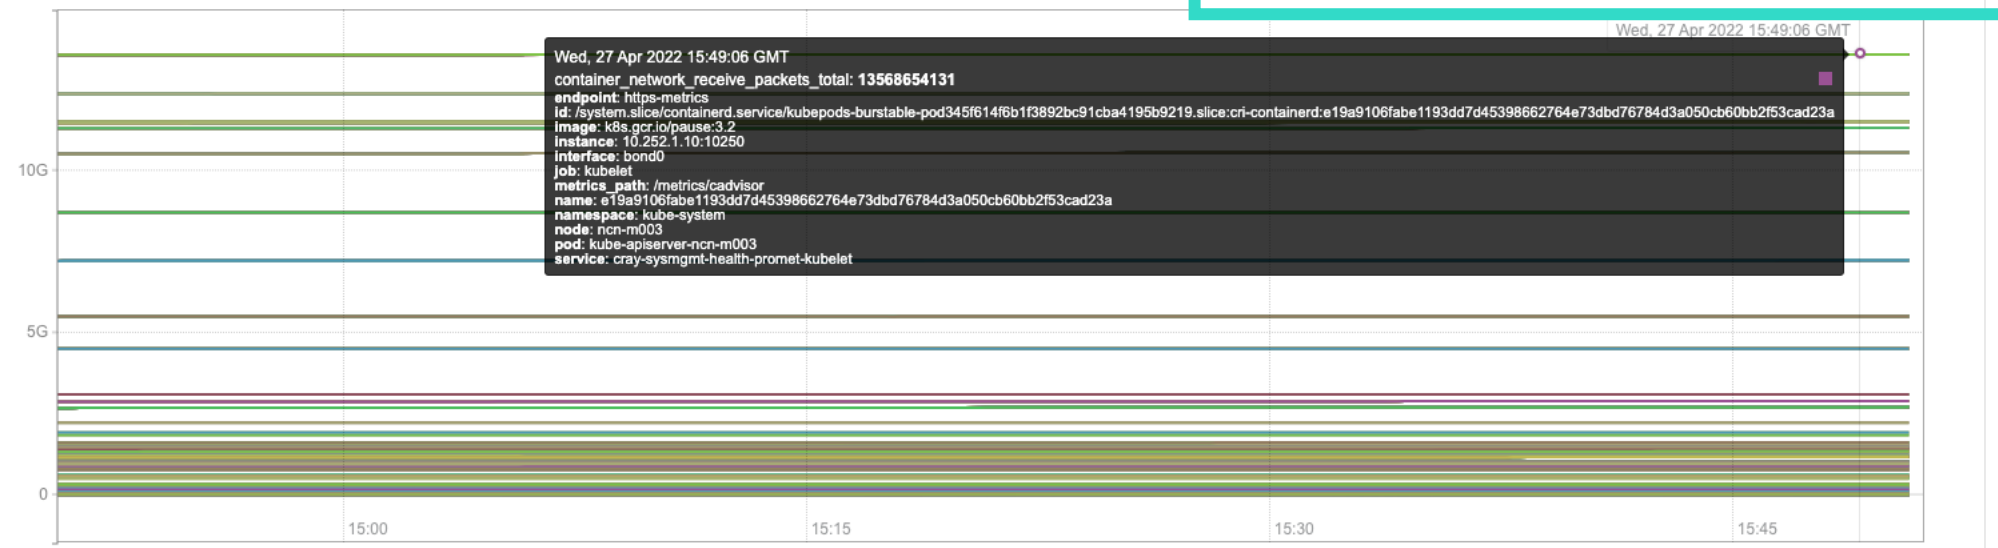 Wed, 27 Apr 2022 15:49:06 GMT
Wed, 27 Apr 2022 15:49:06 GMT
container_network_receive_packets_total: 13568654131
endpoint: https-metrics
id: /system.slice/containerd.service/kubepods-burstable-pod345f614f6b1f3892bc91cba4195b9219.slice:cri-containerd:e19a9106fabe1193dd7d45398662764e73dbd76784d3a050cb60bb2f53cad23a
image: k8s.gcr.io/pause:3.2
instance: 10.252.1.10:10250
interface: bond0
job: kubelet
metrics_path: /metrics/cadvisor
name: e19a9106fabe1193dd7d45398662764e73dbd76784d3a050cb60bb2f53cad23a
namespace: kube-system
node: ncn-m003
pod: kube-apiserver-ncn-m003
service: cray-sysmgmt-health-promet-kubelet
10G
5G
0
15:00
15:15
15:30
15:45